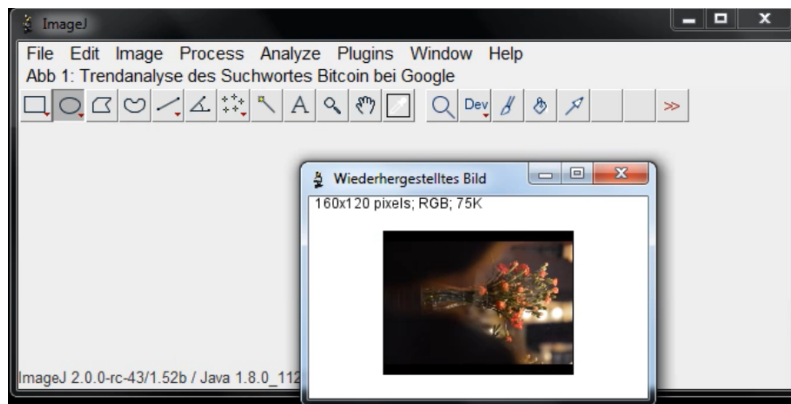 ImageJ
File Edit Image Process Analyze Plugins Window Help
Abb 1: Trendanalyse des Suchwortes Bitcoin bei Google
A Dev >>
Wiederhergestelltes Bild
160x120 pixels; RGB; 75K
ImageJ 2.0.0-rc-43/1.52b / Java 1.8.0_112